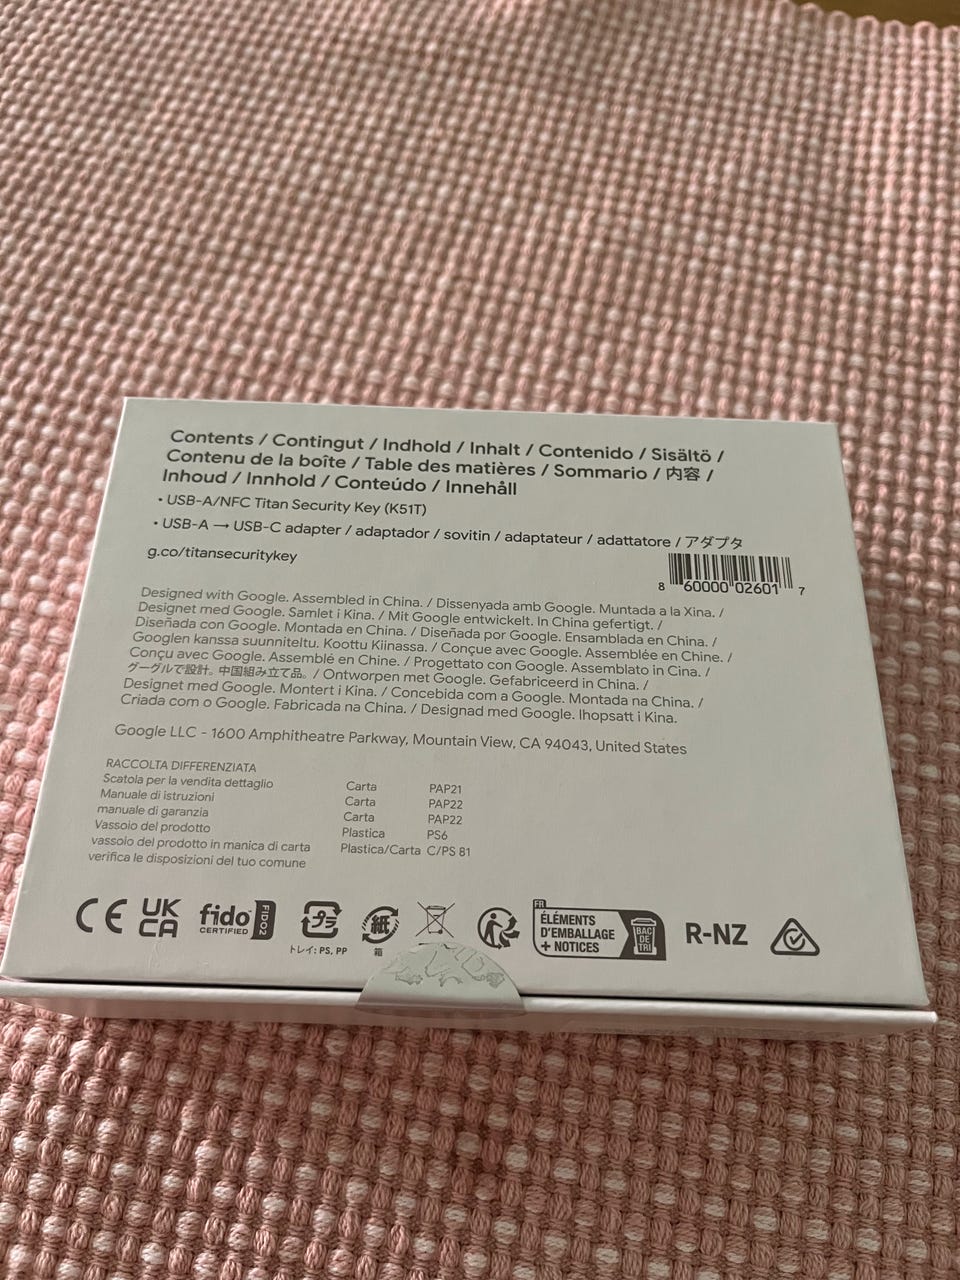 Contents / Contingut / Indhold / Inhalt / Contenido / Sisältö /
Contenu de la boîte / Table des matières / Sommario / 内容 /
Inhoud / Innhold / Conteúdo / Innehåll
• USB-A/NFC Titan Security Key (K51T)
• USB-A → USB-C adapter / adaptador / sovitin / adaptateur / adattatore / アダプタ
g.co/titansecuritykey
8 60000 02601 7
Designed with Google. Assembled in China. / Dissenyada amb Google. Muntada a la Xina. /
Designet med Google. Samlet i Kina. / Mit Google entwickelt. In China gefertigt. /
Diseñada con Google. Montada en China. / Diseñada por Google. Ensamblada en China. /
Googlen kanssa suunniteltu. Koottu Kiinassa. / Conçue avec Google. Assemblée en Chine. /
Conçu avec Google. Assemblé en Chine. / Progettato con Google. Assemblato in Cina. /
グーグルで設計。中国組み立て品。 / Ontworpen met Google. Gefabriceerd in China. /
Designet med Google. Montert i Kina. / Concebida com a Google. Montada na China. /
Criada com o Google. Fabricada na China. / Designad med Google. Ihopsatt i Kina.
Google LLC - 1600 Amphitheatre Parkway, Mountain View, CA 94043, United States
RACCOLTA DIFFERENZIATA
Scatola per la vendita dettaglio Carta PAP21
Manuale di istruzioni Carta PAP22
manuale di garanzia Carta PAP22
Vassoio del prodotto Plastica PS6
vassoio del prodotto in manica di carta Plastica/Carta C/PS 81
verifica le disposizioni del tuo comune
CE
UK
CA
fido
CERTIFIED
FIDO2
プラ
トレイ: PS, PP
紙
箱
FR
ÉLÉMENTS
D'EMBALLAGE
+ NOTICES
BAC
DE
TRI
R-NZ